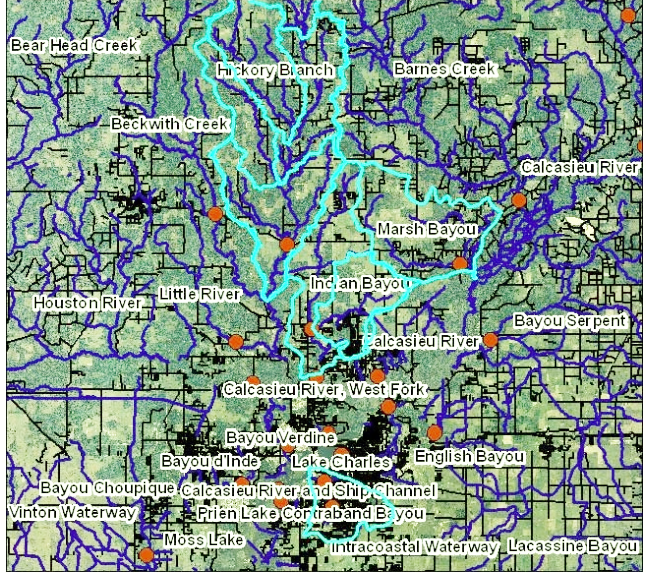 Bear Head Creek
Hickory Branch
Barnes Creek
Beckwith Creek
Calcasieu River
Marsh Bayou
Indian Bayou
Little River
Houston River
Bayou Serpent
Calcasieu River
Calcasieu River, West Fork
Bayou Verdine
English Bayou
Bayou d'Inde
Lake Charles
Bayou Choupique
Calcasieu River and Ship Channel
Vinton Waterway
Prien Lake
Contraband Bayou
Moss Lake
Intracoastal Waterway
Lacassine Bayou